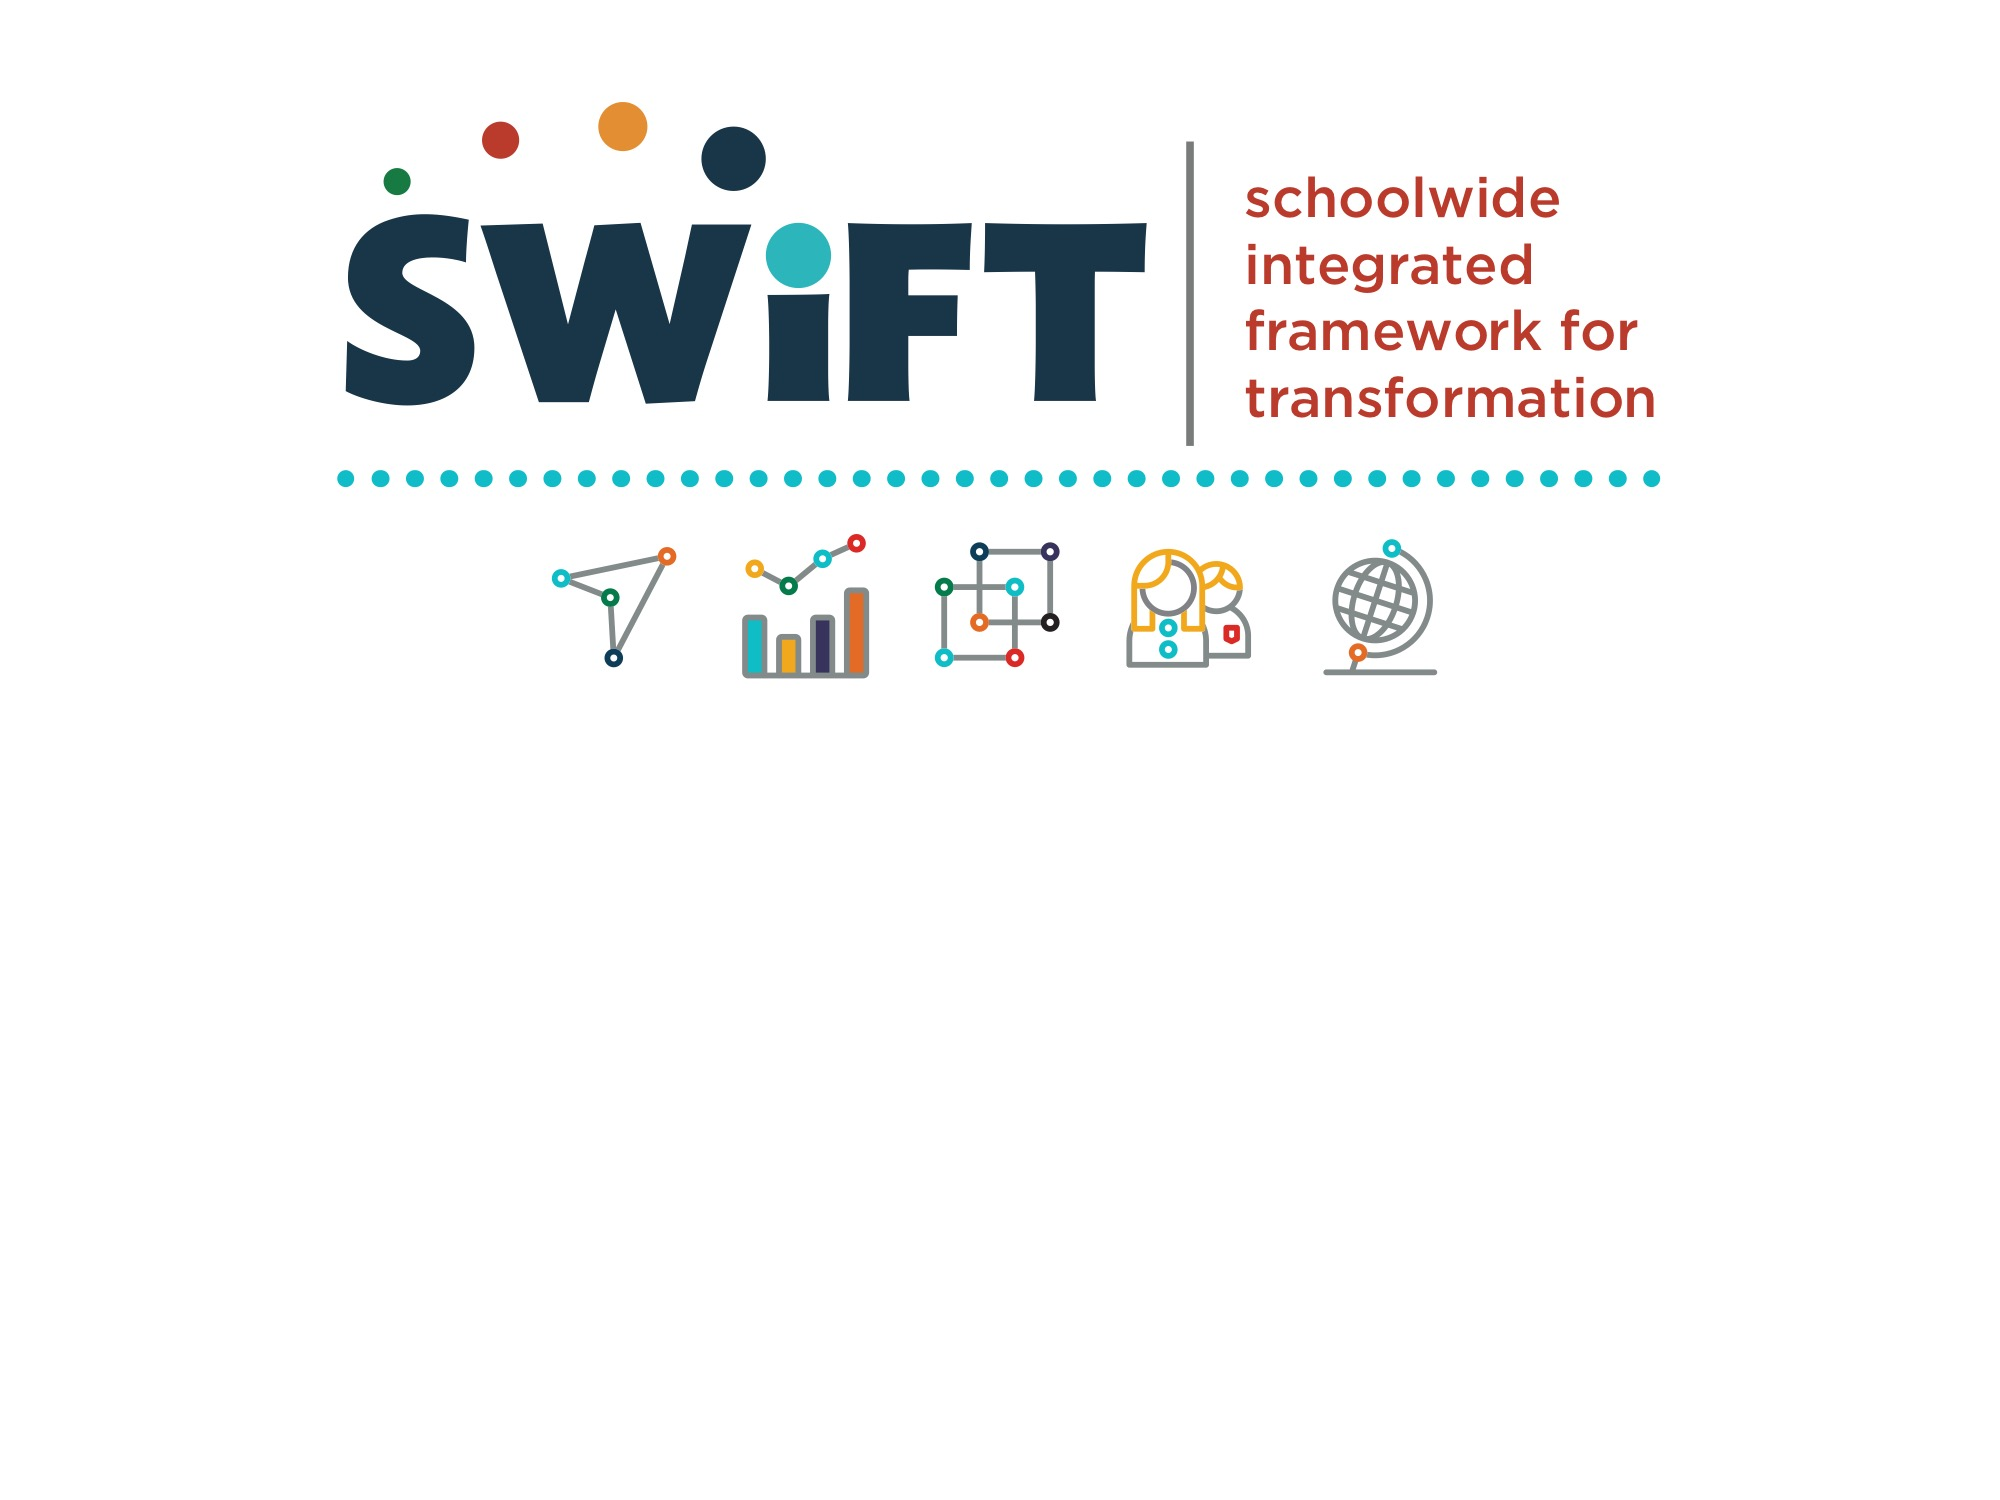 SWiFT
schoolwide
integrated
framework for
transformation